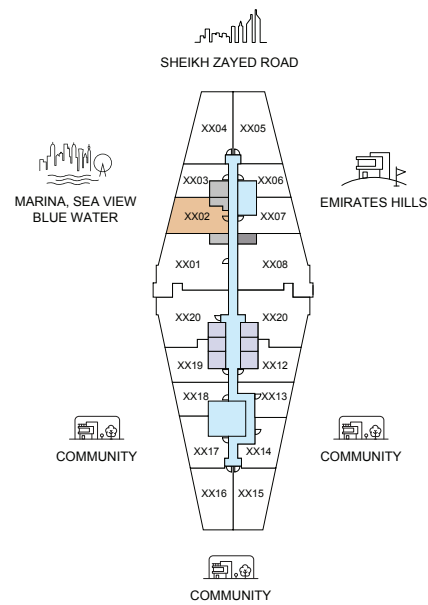 SHEIKH ZAYED ROAD
XX04 XX05
XX03 XX06
MARINA, SEA VIEW
BLUE WATER
EMIRATES HILLS
XX02 XX07
XX01 XX08
XX20 XX20
XX19 XX12
XX18 XX13
XX17 XX14
COMMUNITY
COMMUNITY
XX16 XX15
COMMUNITY